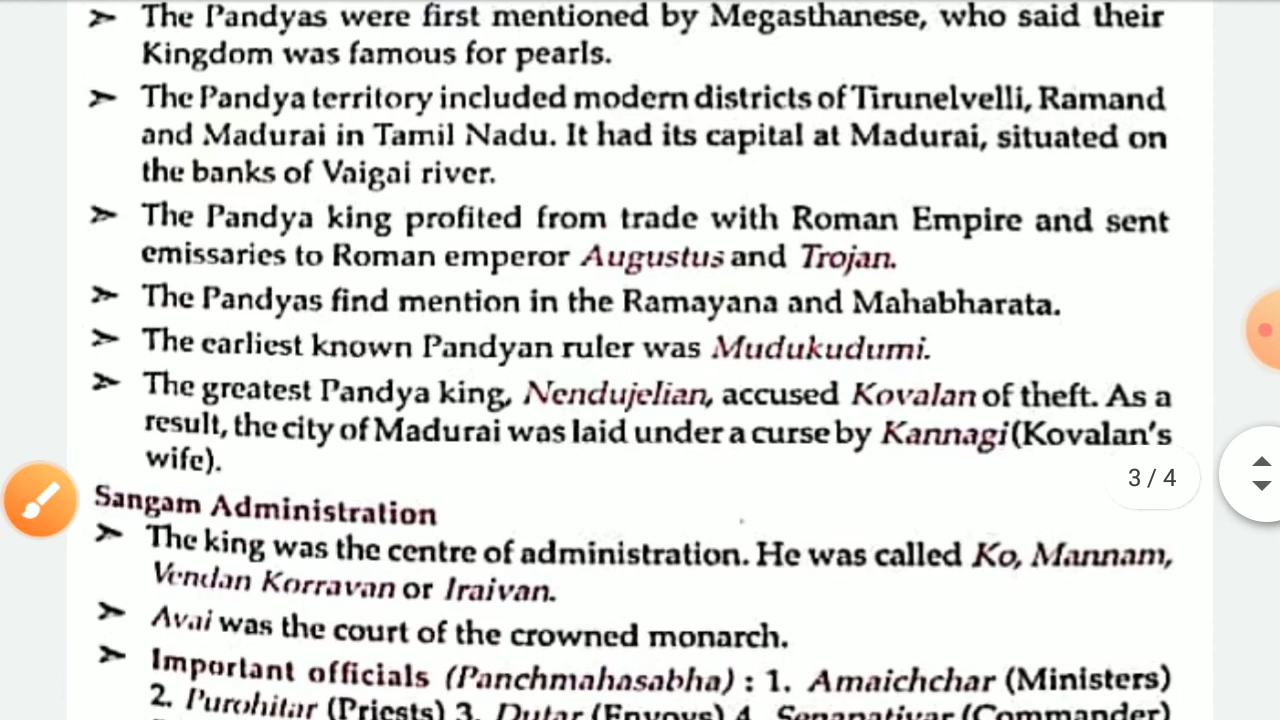 ➢ The Pandyas were first mentioned by Megasthanese, who said their
Kingdom was famous for pearls.
➢ The Pandya territory included modern districts of Tirunelvelli, Ramand
and Madurai in Tamil Nadu. It had its capital at Madurai, situated on
the banks of Vaigai river.
➢ The Pandya king profited from trade with Roman Empire and sent
emissaries to Roman emperor Augustus and Trojan.
➢ The Pandyas find mention in the Ramayana and Mahabharata.
➢ The earliest known Pandyan ruler was Mudukudumi.
➢ The greatest Pandya king, Nendujelian, accused Kovalan of theft. As a
result, the city of Madurai was laid under a curse by Kannagi (Kovalan's
wife).
3 / 4
Sangam Administration
➢ The king was the centre of administration. He was called Ko, Mannam,
Vendan Korravan or Iraivan.
➢ Avai was the court of the crowned monarch.
➢ Important officials (Panchmahasabha) : 1. Amaichchar (Ministers)
2. Purohitar (Priests) 3. Dutar (Envoys) 4. Senapatiyar (Commander)